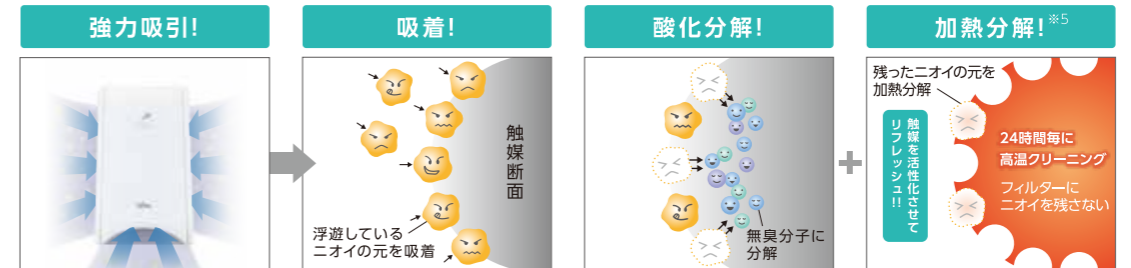 強力吸引!
吸着!
触媒断面
浮遊している
ニオイの元を吸着
酸化分解!
無臭分子に
分解
加熱分解!※5
残ったニオイの元を
加熱分解
触媒を活性化させて
リフレッシュ!!
24時間毎に
高温クリーニング
フィルターに
ニオイを残さない